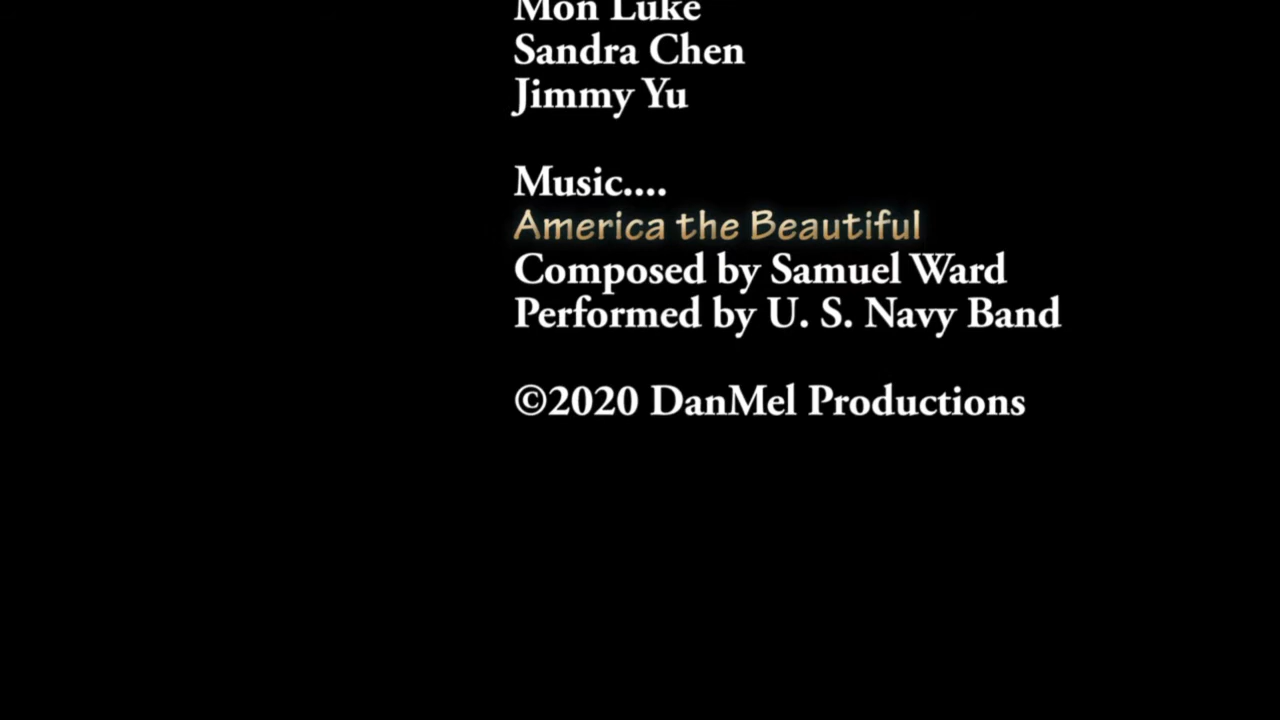 Mon Luke
Sandra Chen
Jimmy Yu
Music....
America the Beautiful
Composed by Samuel Ward
Performed by U. S. Navy Band
©2020 DanMel Productions